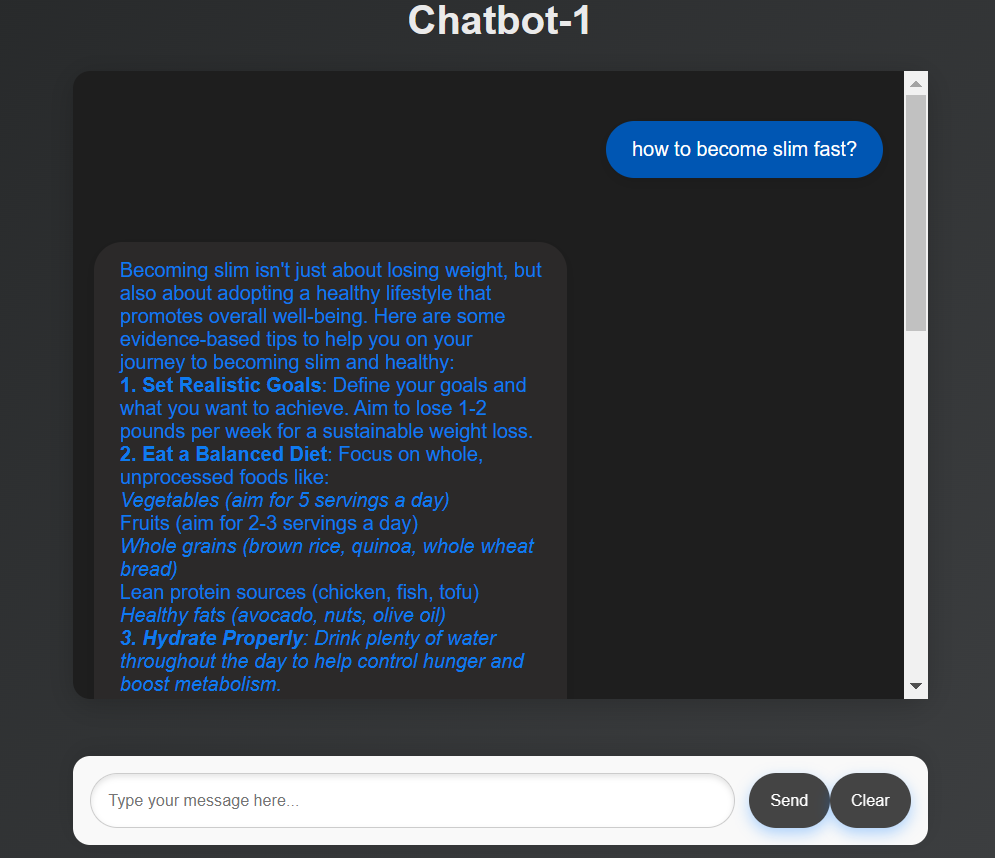 Chatbot-1
how to become slim fast?
Becoming slim isn't just about losing weight, but
also about adopting a healthy lifestyle that
promotes overall well-being. Here are some
evidence-based tips to help you on your
journey to becoming slim and healthy:
1. Set Realistic Goals: Define your goals and
what you want to achieve. Aim to lose 1-2
pounds per week for a sustainable weight loss.
2. Eat a Balanced Diet: Focus on whole,
unprocessed foods like:
Vegetables (aim for 5 servings a day)
Fruits (aim for 2-3 servings a day)
Whole grains (brown rice, quinoa, whole wheat
bread)
Lean protein sources (chicken, fish, tofu)
Healthy fats (avocado, nuts, olive oil)
3. Hydrate Properly: Drink plenty of water
throughout the day to help control hunger and
boost metabolism.
Type your message here...
Send
Clear